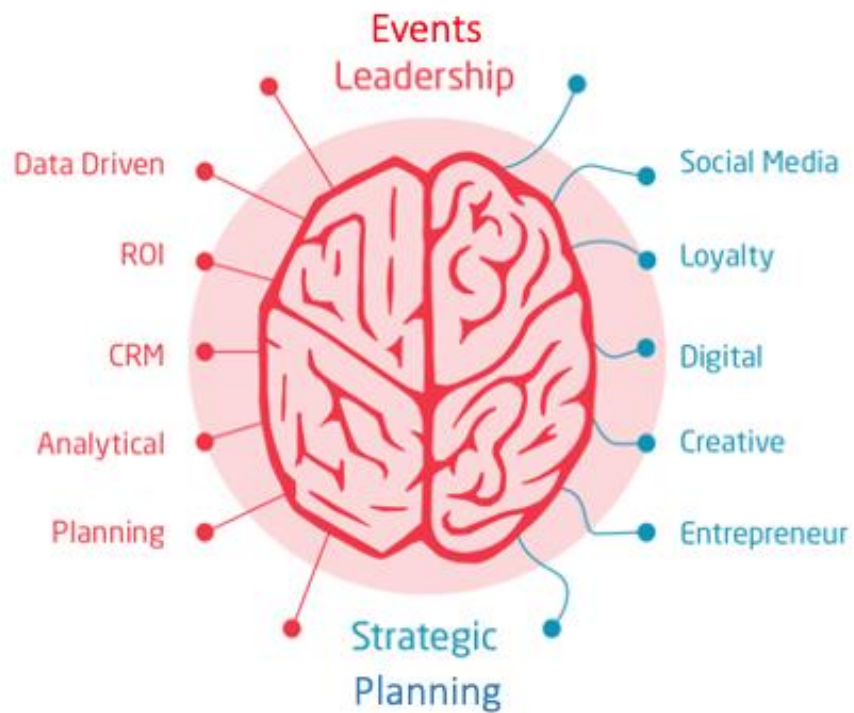 Events
Leadership
Data Driven
ROI
CRM
Analytical
Planning
Social Media
Loyalty
Digital
Creative
Entrepreneur
Strategic
Planning